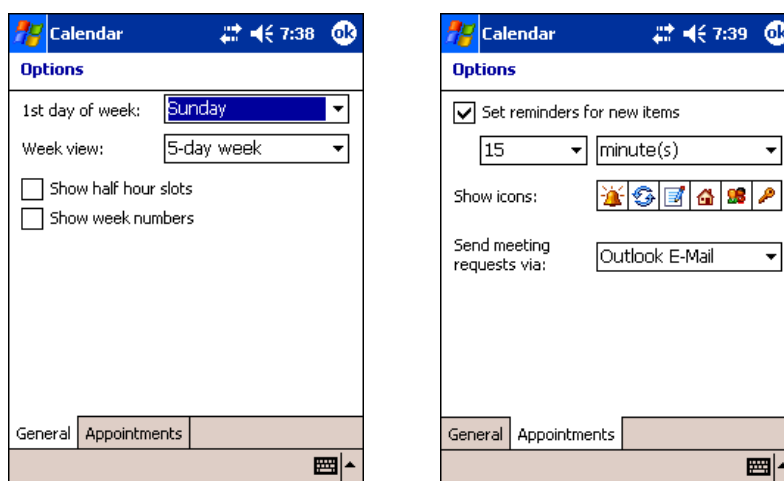 Calendar 7:38 ok
Options
1st day of week: Sunday
Week view: 5-day week
Show half hour slots
Show week numbers
General Appointments
Calendar 7:39 ok
Options
Set reminders for new items
15 minute(s)
Show icons:
Send meeting
requests via: Outlook E-Mail
General Appointments